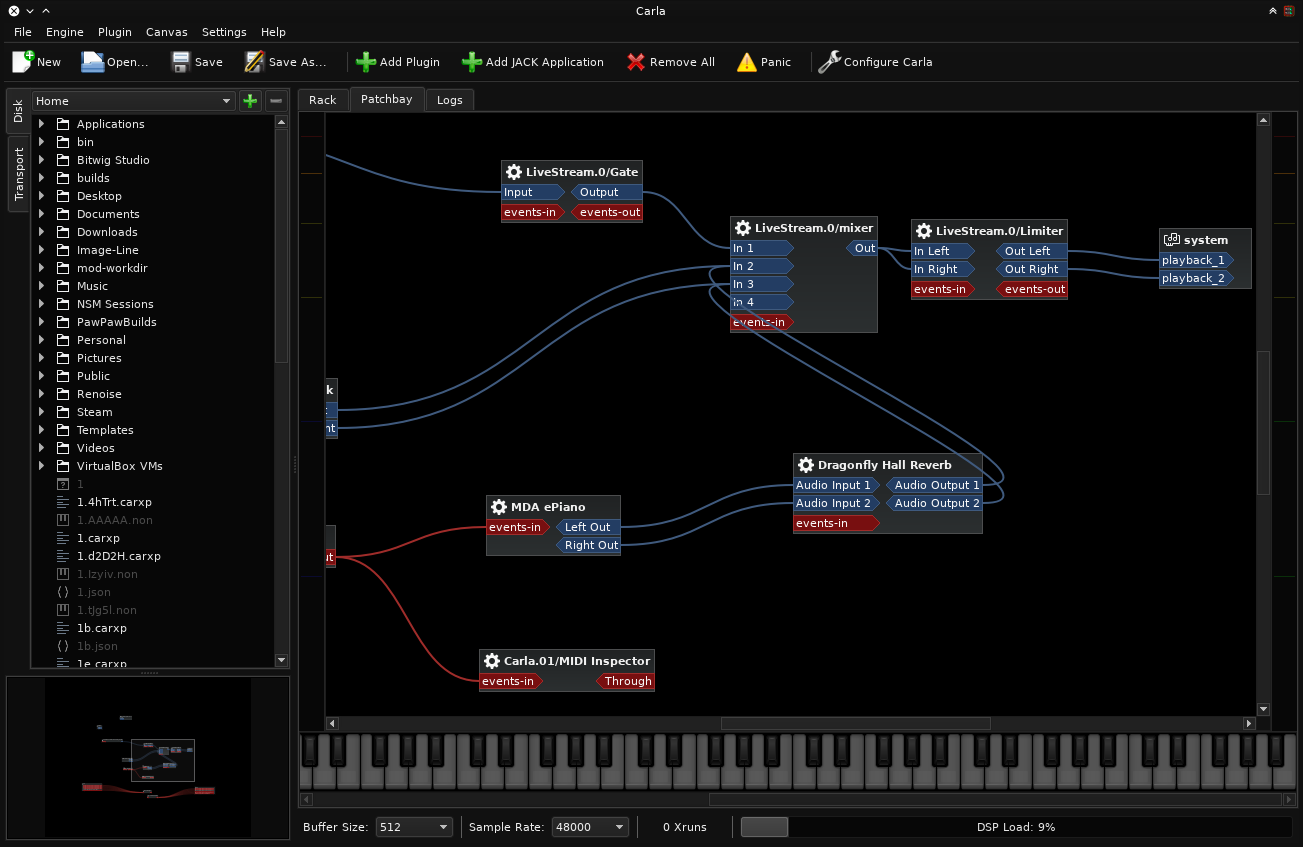 Carla
File Engine Plugin Canvas Settings Help
New Open... Save Save As... Add Plugin Add JACK Application Remove All Panic Configure Carla
Disk
Transport
Home
Applications
bin
Bitwig Studio
builds
Desktop
Documents
Downloads
Image-Line
mod-workdir
Music
NSM Sessions
PawPawBuilds
Personal
Pictures
Public
Renoise
Steam
Templates
Videos
VirtualBox VMs
1
1.4hTrt.carxp
1.AAAAA.non
1.carxp
1.d2D2H.carxp
1.json
1b.carxp
1b.json
1e.carxp
Rack Patchbay Logs
LiveStream.0/Gate
Input Output
events-in events-out
LiveStream.0/mixer
In 1 Out
In 2
In 3
In 4
events-in
LiveStream.0/Limiter
In Left Out Left
In Right Out Right
events-in events-out
system
playback_1
playback_2
k
nt
Dragonfly Hall Reverb
Audio Input 1 Audio Output 1
Audio Input 2 Audio Output 2
events-in
MDA ePiano
events-in Left Out
Right Out
ut
Carla.01/MIDI Inspector
events-in Through
Buffer Size: 512 Sample Rate: 48000 0 Xruns DSP Load: 9%